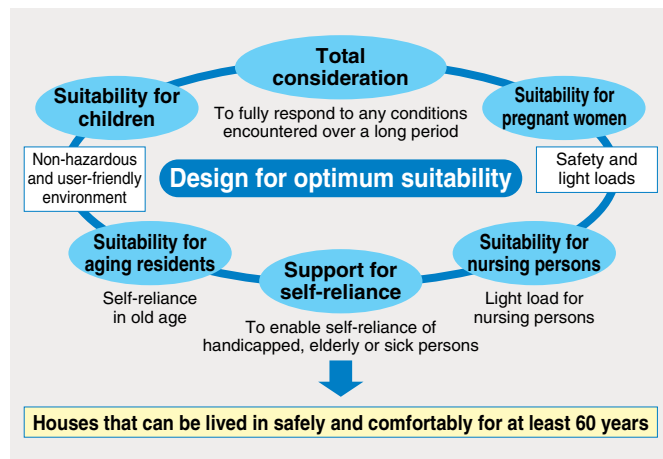 Total
consideration
To fully respond to any conditions
encountered over a long period
Suitability for
children
Non-hazardous
and user-friendly
environment
Suitability for
pregnant women
Safety and
light loads
Design for optimum suitability
Suitability for
aging residents
Self-reliance
in old age
Support for
self-reliance
To enable self-reliance of
handicapped, elderly or sick persons
Suitability for
nursing persons
Light load for
nursing persons
Houses that can be lived in safely and comfortably for at least 60 years